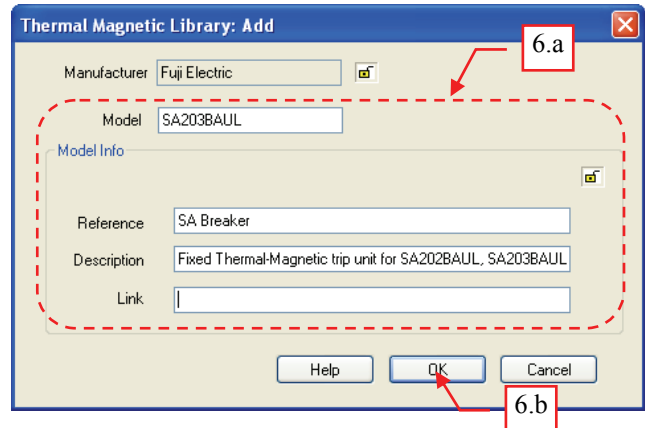 Thermal Magnetic Library: Add
6.a
Manufacturer Fuji Electric
Model SA203BAUL
Model Info
Reference SA Breaker
Description Fixed Thermal-Magnetic trip unit for SA202BAUL, SA203BAUL
Link
Help OK Cancel
6.b